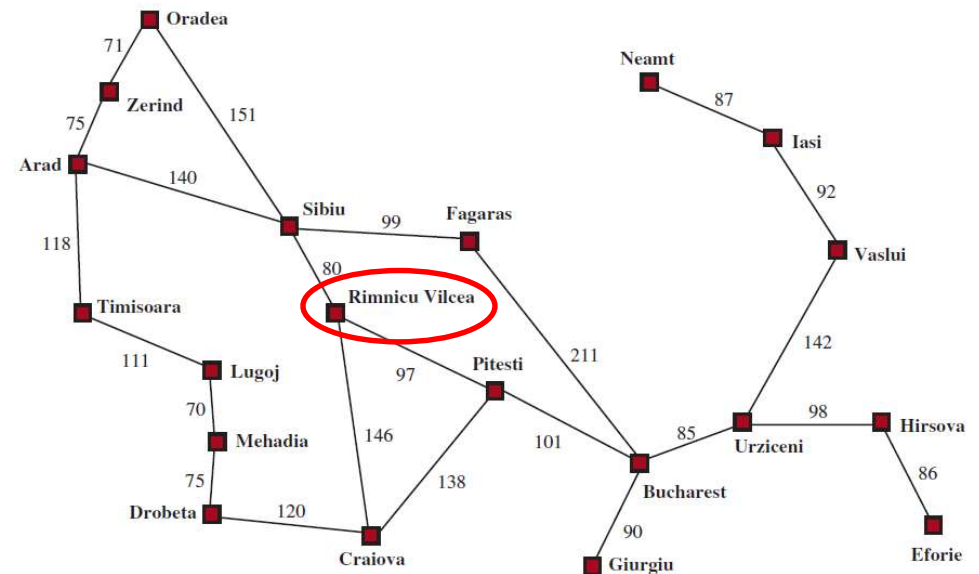 Oradea
71
Neamt
87
Zerind
151
75
Iasi
Arad
140
92
Sibiu
99
Fagaras
118
Vaslui
80
Rimnicu Vilcea
Timisoara
142
111
Pitesti
211
Lugoj
97
70
98
Hirsova
146
101
85
Urziceni
Mehadia
86
138
Bucharest
75
Drobeta
120
90
Craiova
Giurgiu
Eforie